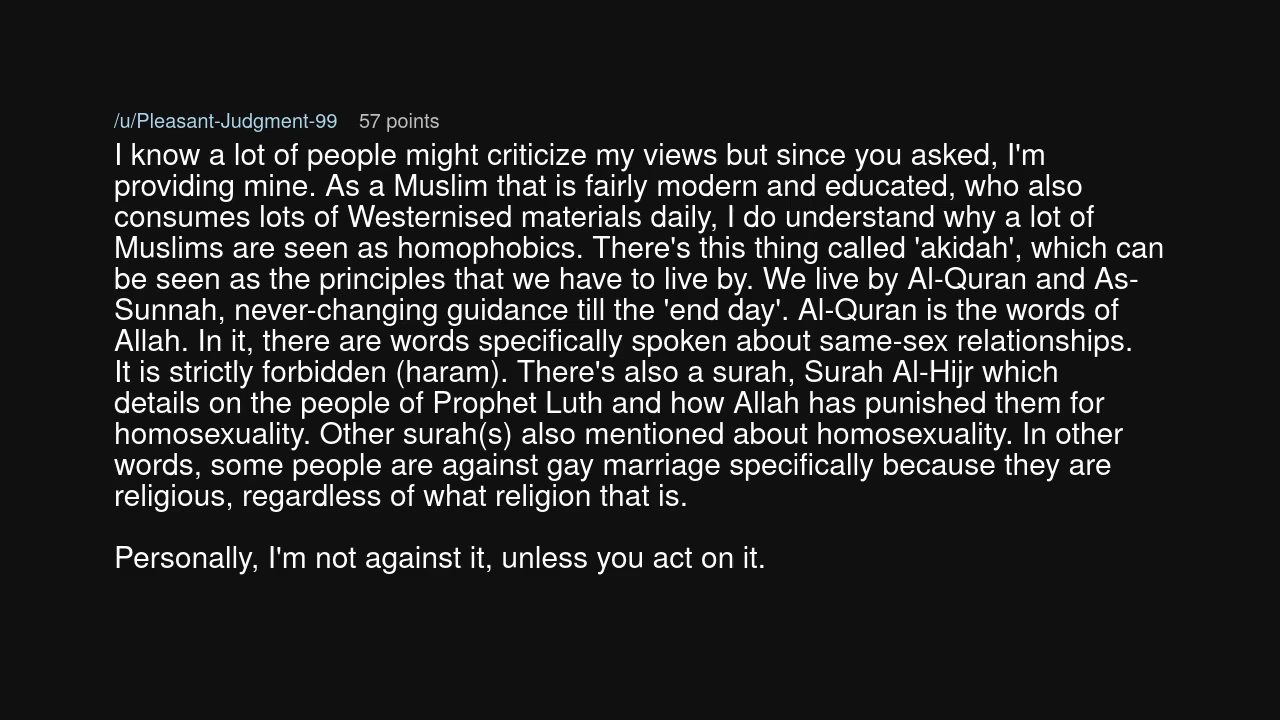 /u/Pleasant-Judgment-99 57 points
I know a lot of people might criticize my views but since you asked, I'm
providing mine. As a Muslim that is fairly modern and educated, who also
consumes lots of Westernised materials daily, I do understand why a lot of
Muslims are seen as homophobics. There's this thing called 'akidah', which can
be seen as the principles that we have to live by. We live by Al-Quran and As-
Sunnah, never-changing guidance till the 'end day'. Al-Quran is the words of
Allah. In it, there are words specifically spoken about same-sex relationships.
It is strictly forbidden (haram). There's also a surah, Surah Al-Hijr which
details on the people of Prophet Luth and how Allah has punished them for
homosexuality. Other surah(s) also mentioned about homosexuality. In other
words, some people are against gay marriage specifically because they are
religious, regardless of what religion that is.
Personally, I'm not against it, unless you act on it.